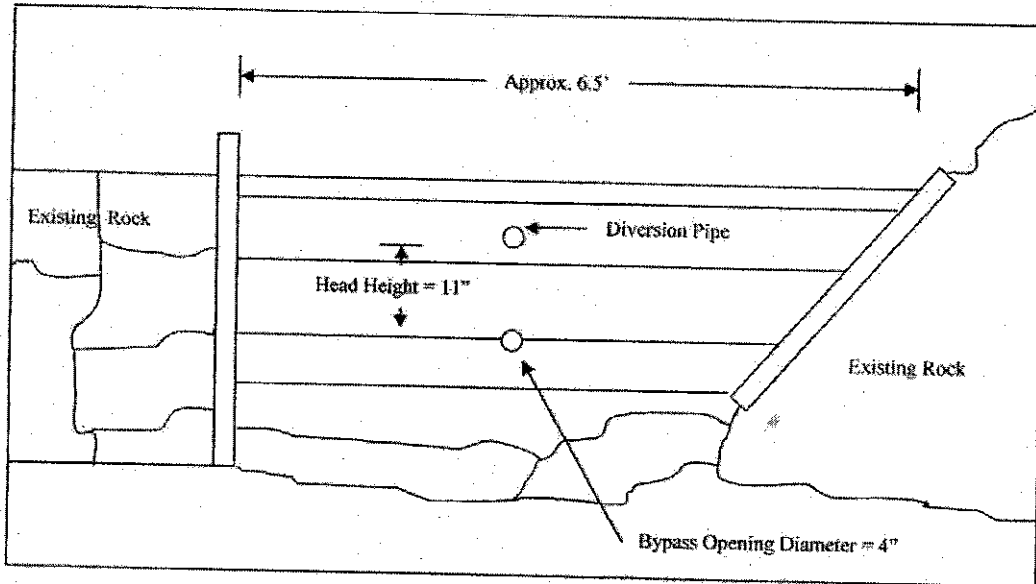 Approx. 6.5'
Existing Rock
Diversion Pipe
Head Height = 11"
Existing Rock
Bypass Opening Diameter = 4"